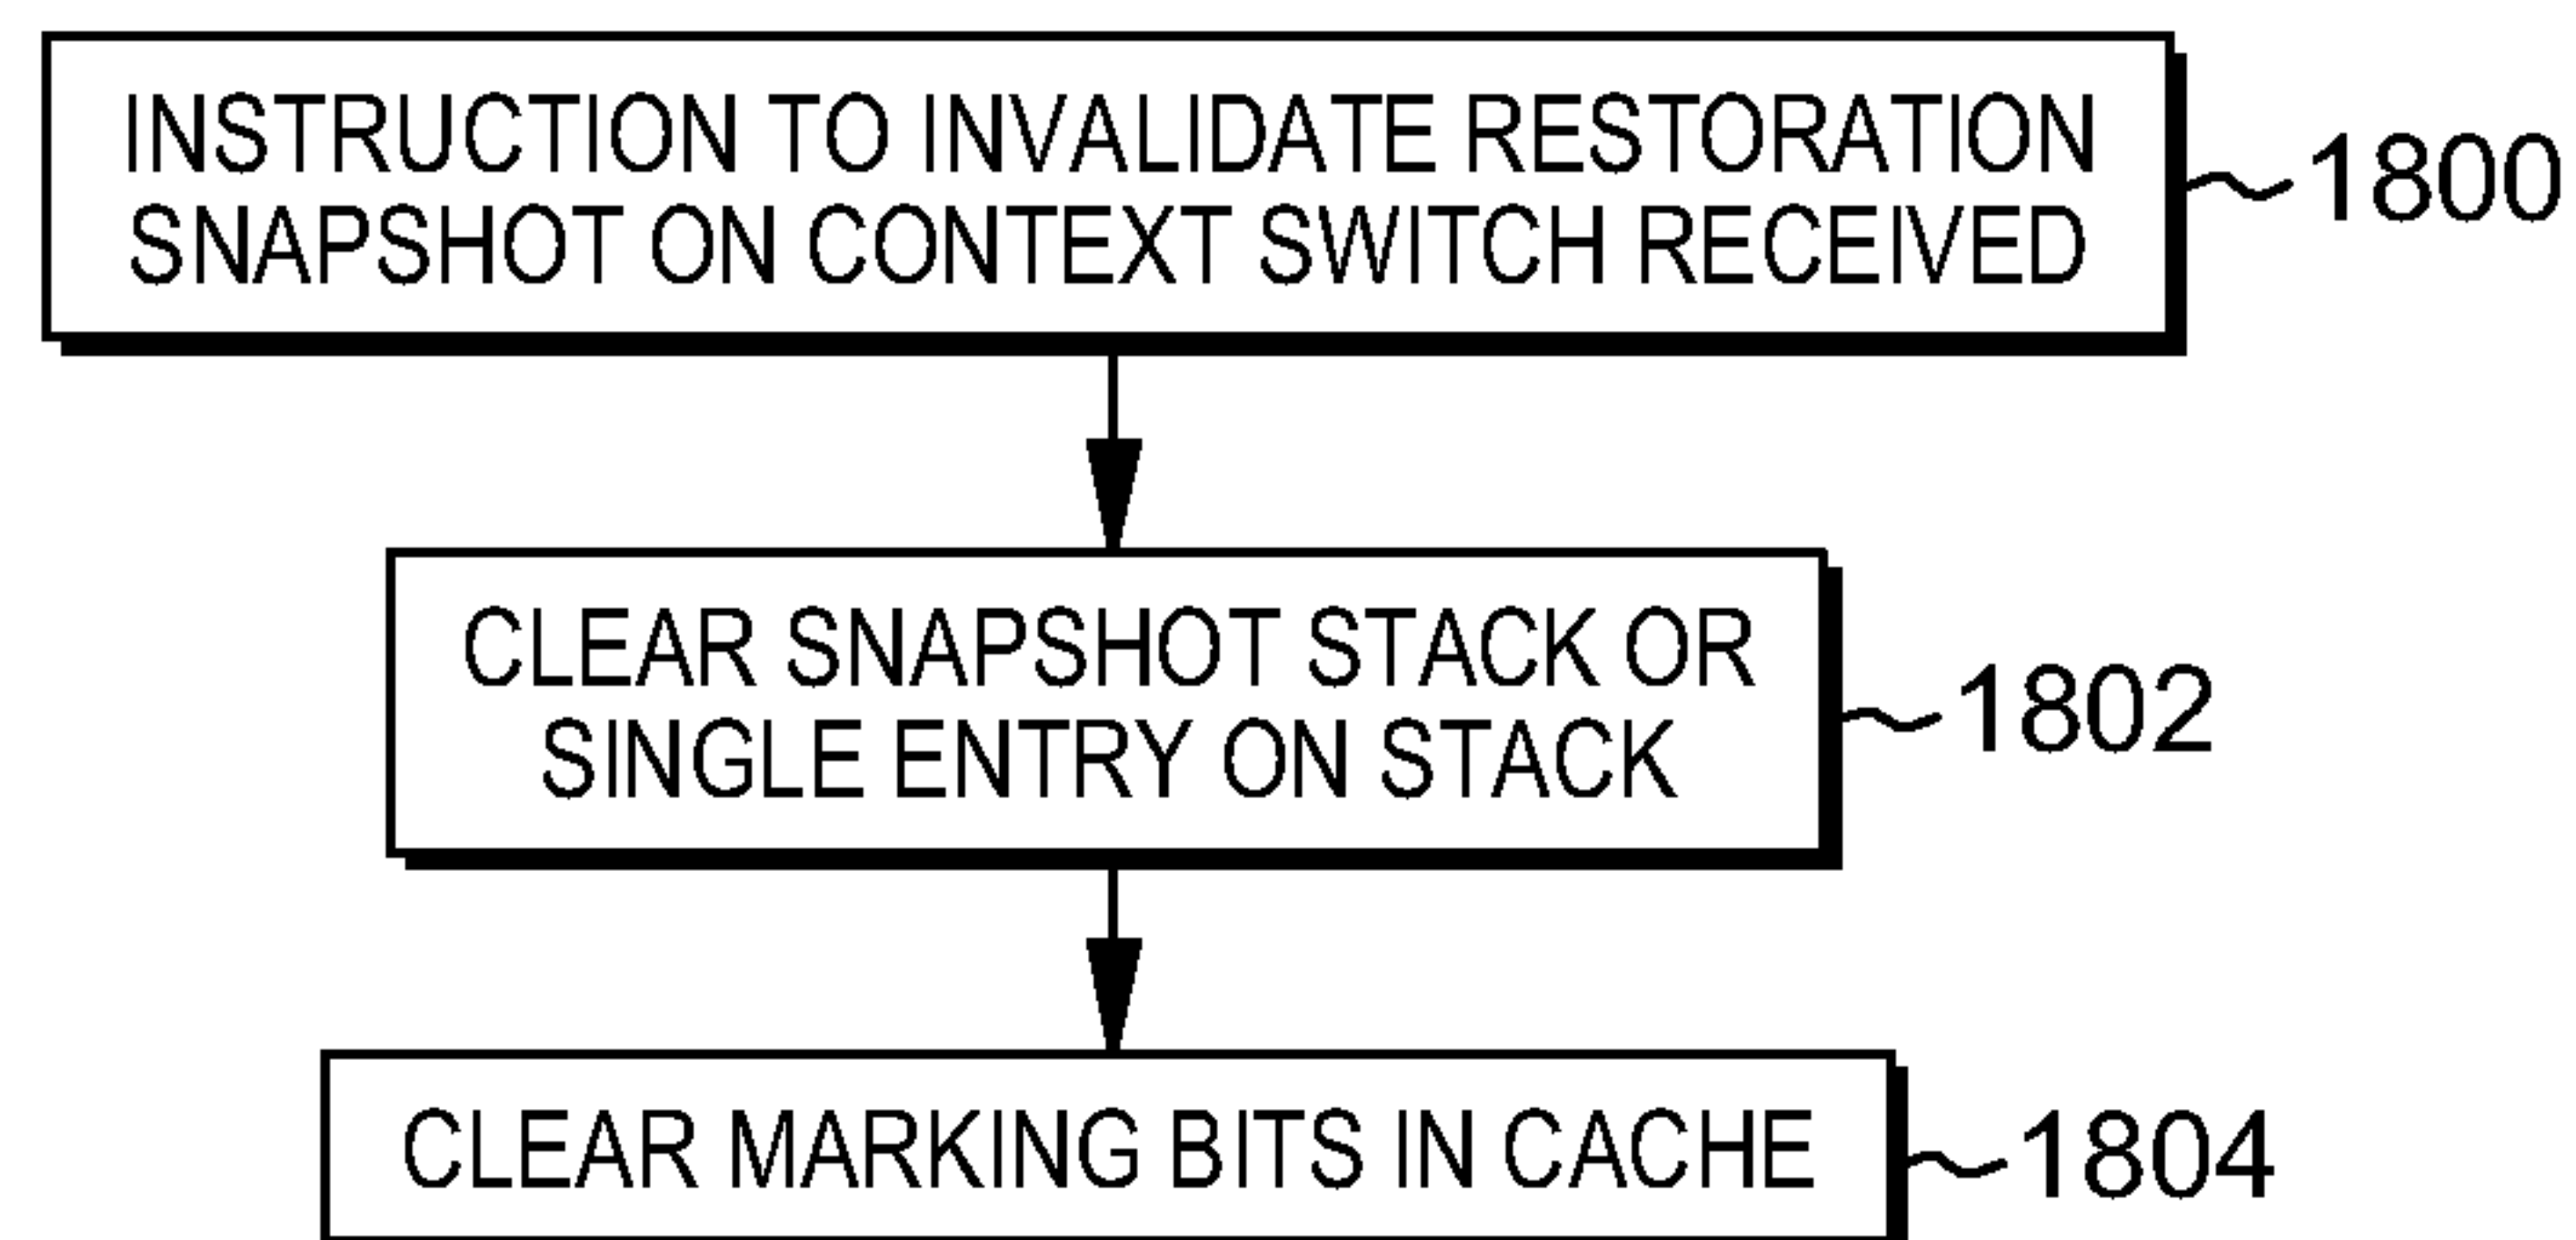 INSTRUCTION TO INVALIDATE RESTORATION
SNAPSHOT ON CONTEXT SWITCH RECEIVED
1800
CLEAR SNAPSHOT STACK OR
SINGLE ENTRY ON STACK
1802
CLEAR MARKING BITS IN CACHE
1804